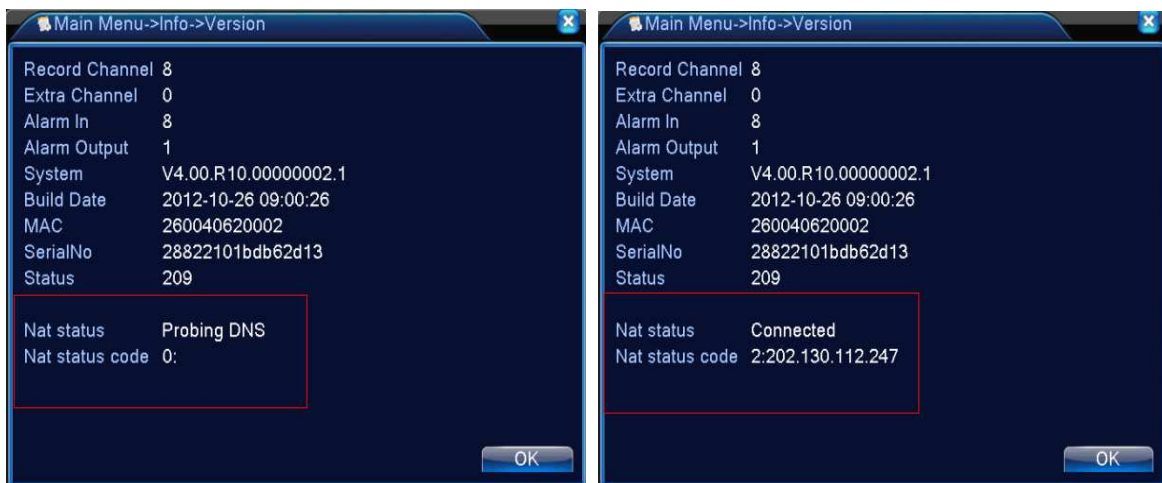 Main Menu->Info->Version
Record Channel 8
Extra Channel 0
Alarm In 8
Alarm Output 1
System V4.00.R10.00000002.1
Build Date 2012-10-26 09:00:26
MAC 260040620002
SerialNo 28822101bdb62d13
Status 209
Nat status Probing DNS
Nat status code 0:
OK
Main Menu->Info->Version
Record Channel 8
Extra Channel 0
Alarm In 8
Alarm Output 1
System V4.00.R10.00000002.1
Build Date 2012-10-26 09:00:26
MAC 260040620002
SerialNo 28822101bdb62d13
Status 209
Nat status Connected
Nat status code 2:202.130.112.247
OK